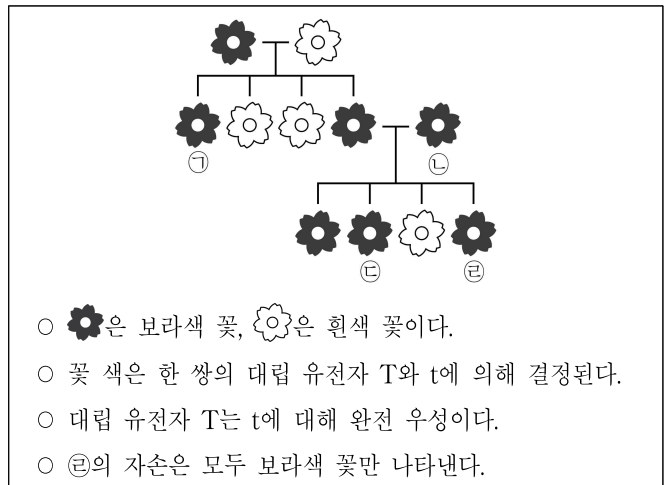 ㉠
㉡
㉢ ㉣
○ 은 보라색 꽃, 은 흰색 꽃이다.
○ 꽃 색은 한 쌍의 대립 유전자 T와 t에 의해 결정된다.
○ 대립 유전자 T는 t에 대해 완전 우성이다.
○ ㉣의 자손은 모두 보라색 꽃만 나타낸다.